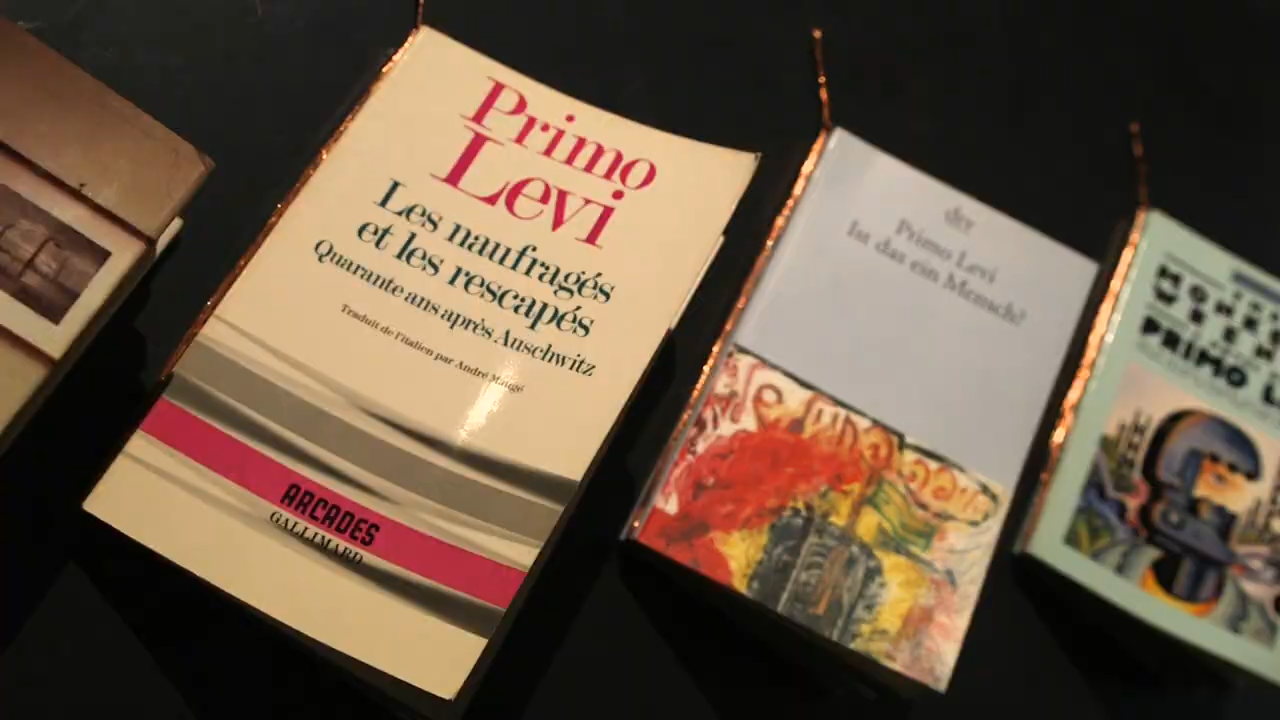 Primo
Levi
Les naufragés
et les rescapés
Quarante ans après Auschwitz
Traduit de l'italien par André Maugé
ARCADES
GALLIMARD
dtv
Primo Levi
Ist das ein Mensch?
PRIMO